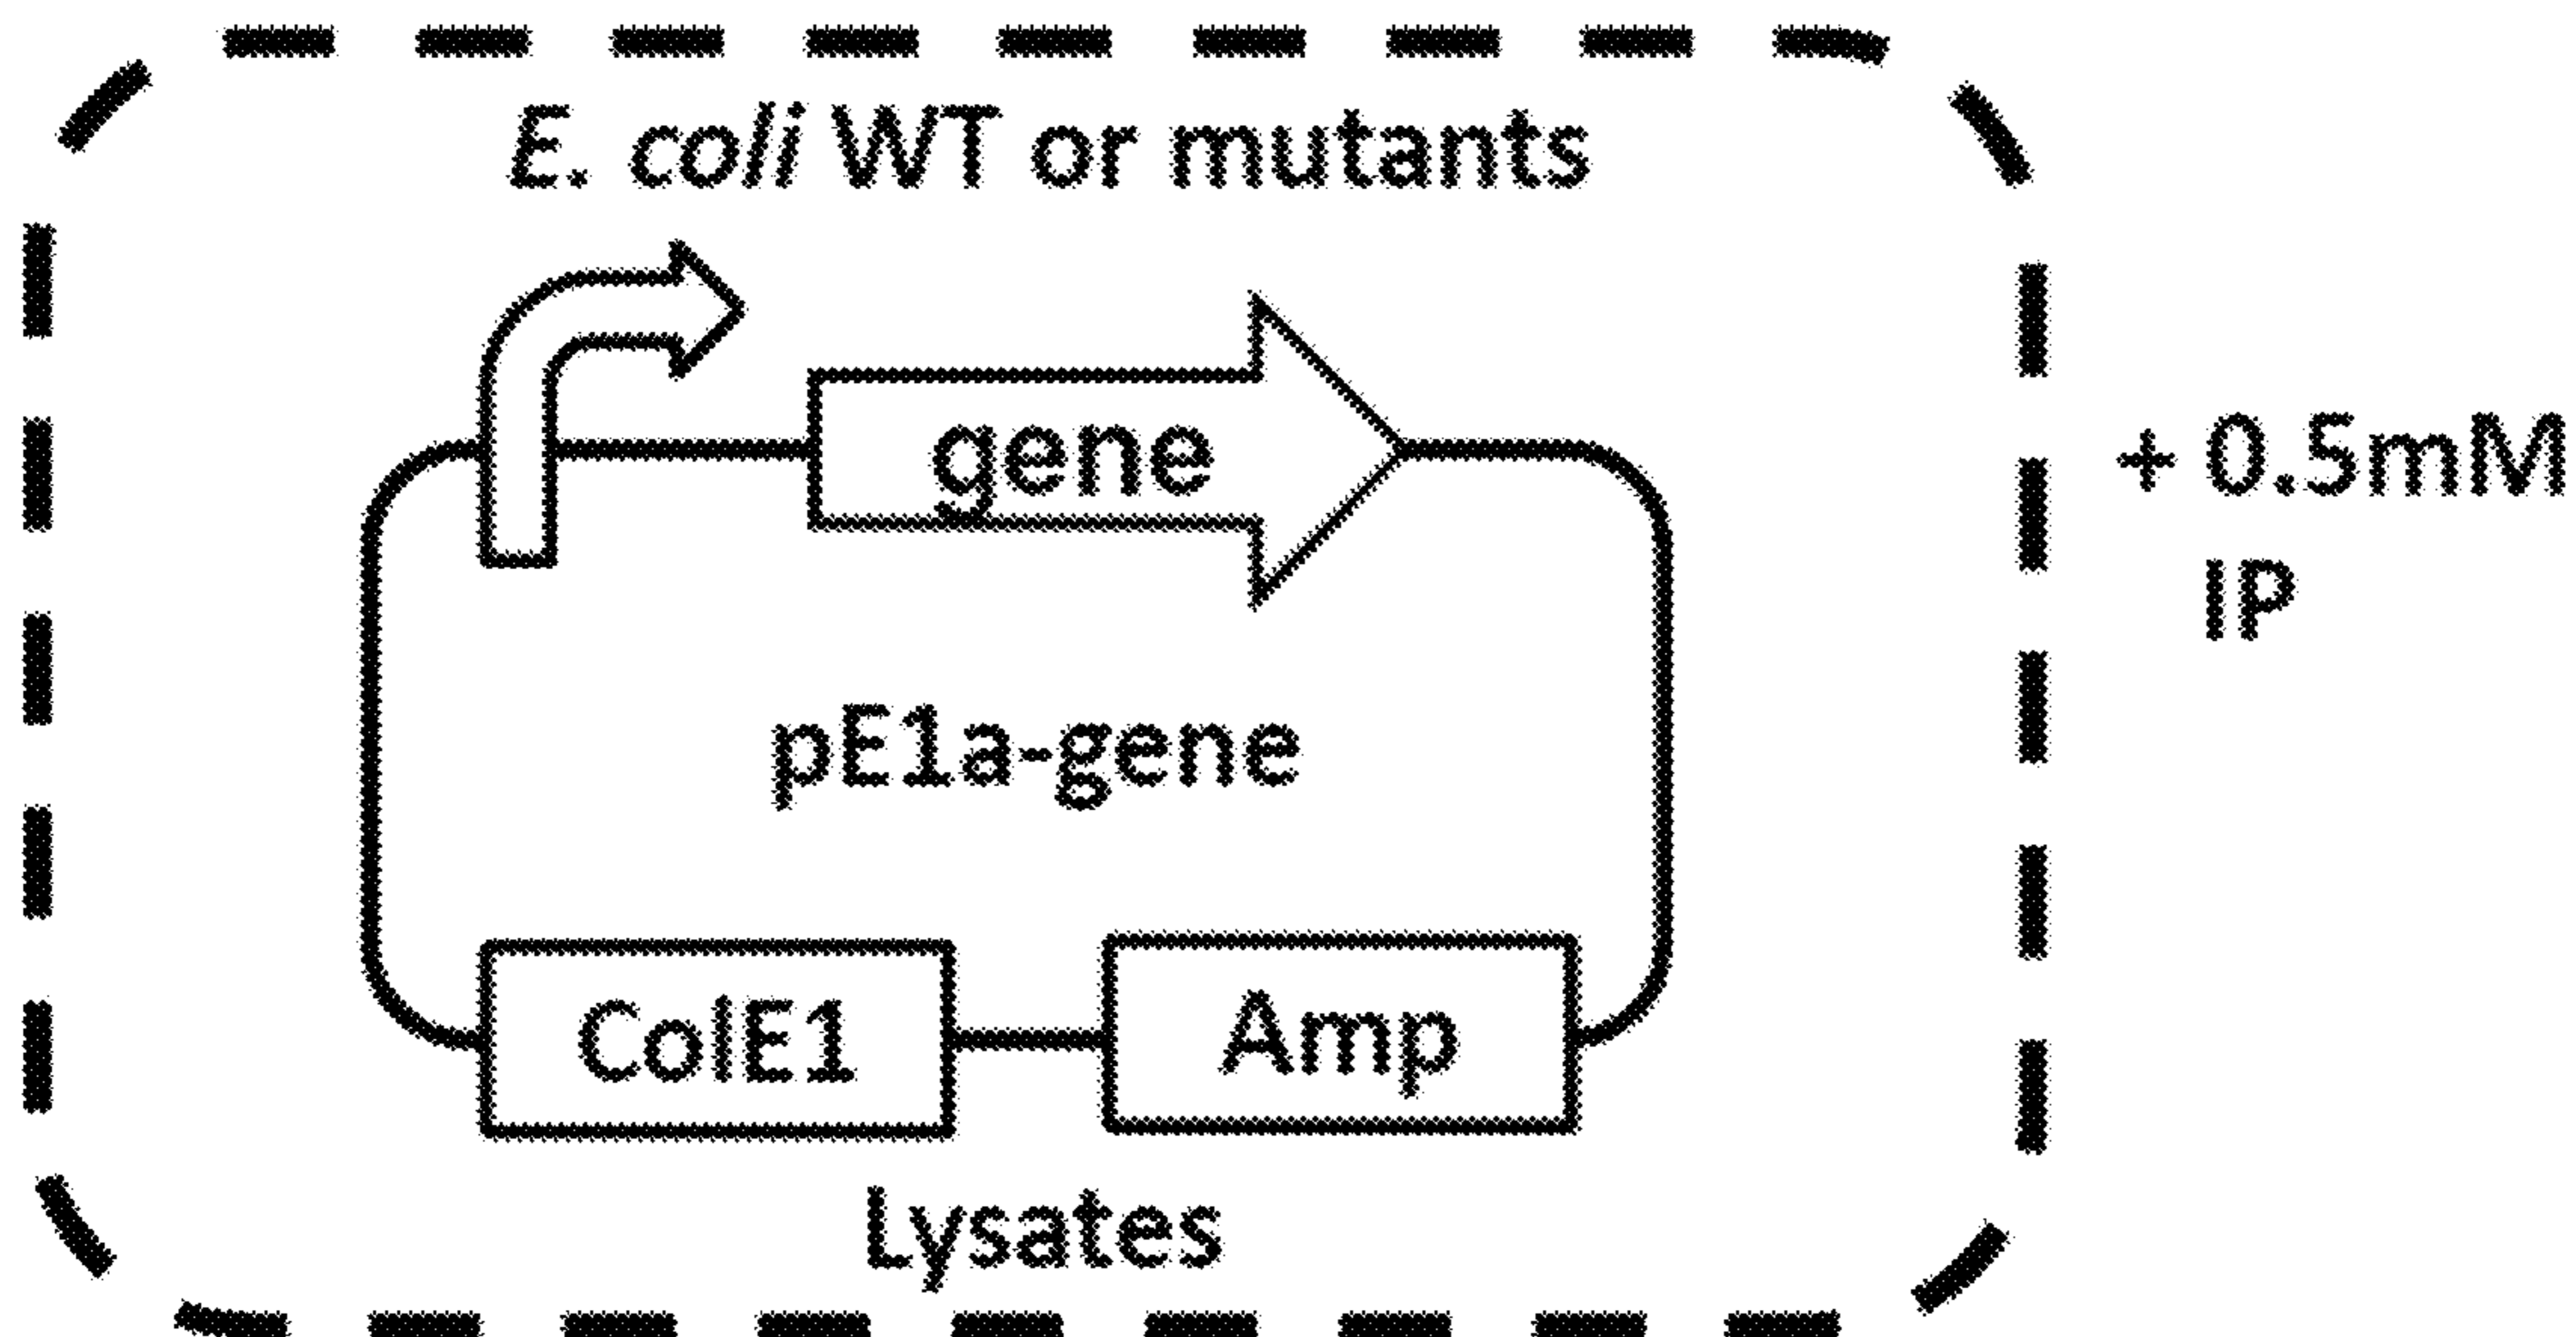 E. coli WT or mutants
gene
+ 0.5mM
IP
pE1a-gene
ColE1
Amp
Lysates